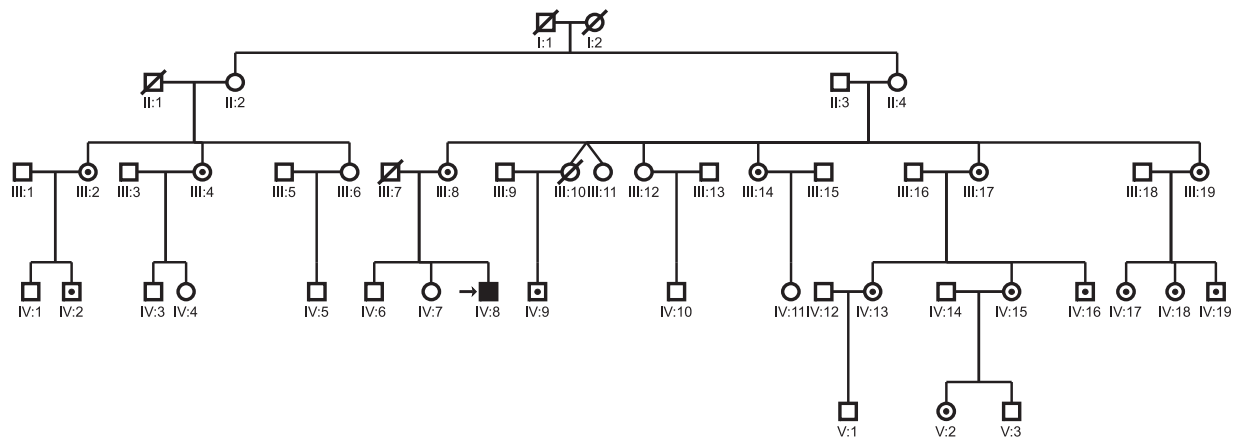 I:1 I:2
II:1 II:2 II:3 II:4
III:1 III:2 III:3 III:4 III:5 III:6 III:7 III:8 III:9 III:10 III:11 III:12 III:13 III:14 III:15 III:16 III:17 III:18 III:19
IV:1 IV:2 IV:3 IV:4 IV:5 IV:6 IV:7 IV:8 IV:9 IV:10 IV:11 IV:12 IV:13 IV:14 IV:15 IV:16 IV:17 IV:18 IV:19
V:1 V:2 V:3